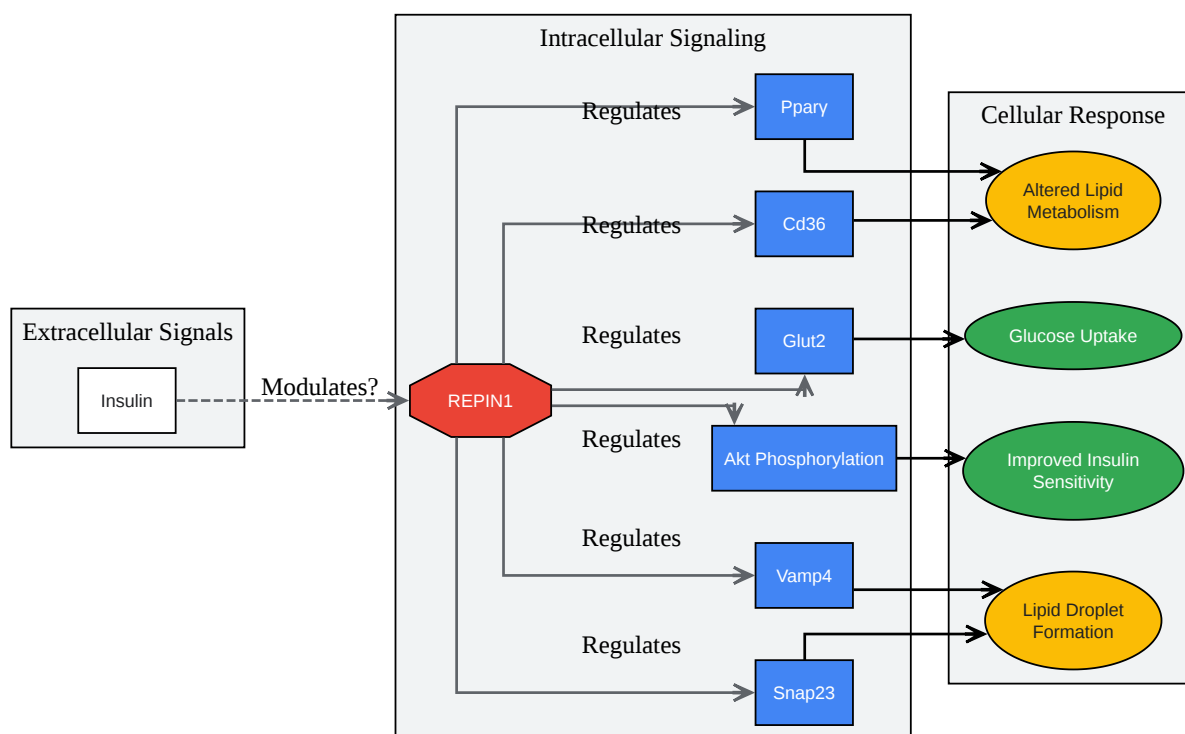 Intracellular Signaling
Regulates
Pparγ
Cellular Response
Altered Lipid
Metabolism
Regulates
Cd36
Extracellular Signals
Insulin
Modulates?
REPIN1
Regulates
Glut2
Glucose Uptake
Regulates
Akt Phosphorylation
Improved Insulin
Sensitivity
Regulates
Vamp4
Lipid Droplet
Formation
Regulates
Snap23